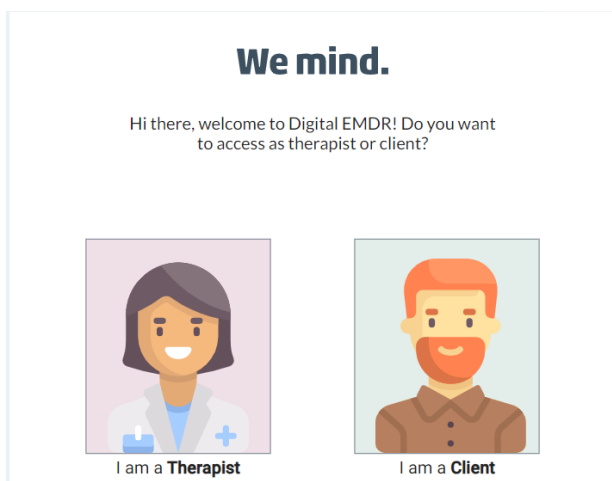 We mind.
Hi there, welcome to Digital EMDR! Do you want
to access as therapist or client?
I am a Therapist
I am a Client